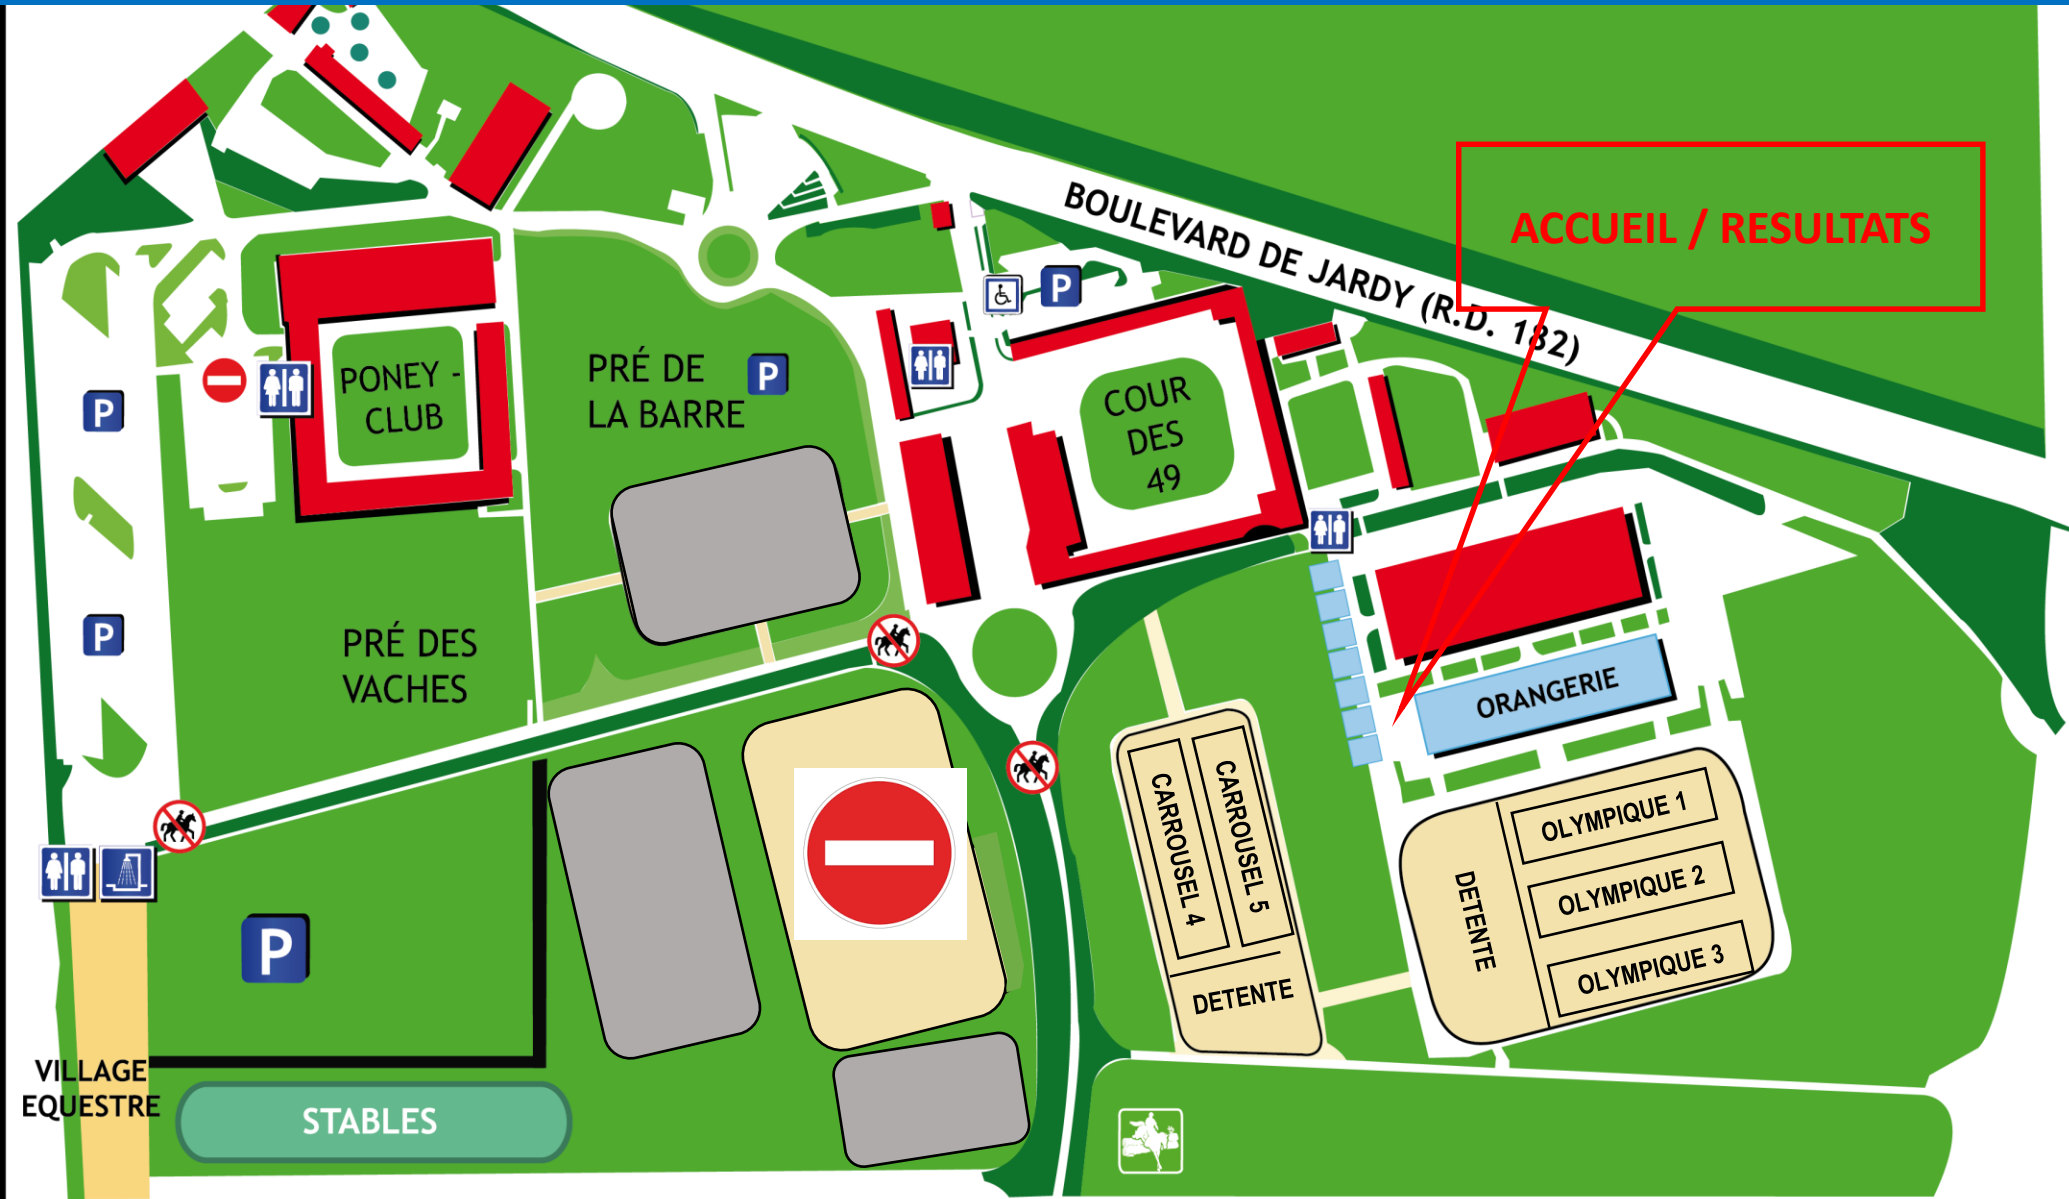 BOULEVARD DE JARDY (R.D. 182)
ACCUEIL / RESULTATS
P
PONEY -
CLUB
PRÉ DE
LA BARRE
P
COUR
DES
49
P
P
PRÉ DES
VACHES
ORANGERIE
CARROUSEL 4
CARROUSEL 5
DETENTE
DETENTE
OLYMPIQUE 1
OLYMPIQUE 2
OLYMPIQUE 3
P
VILLAGE
EQUESTRE
STABLES